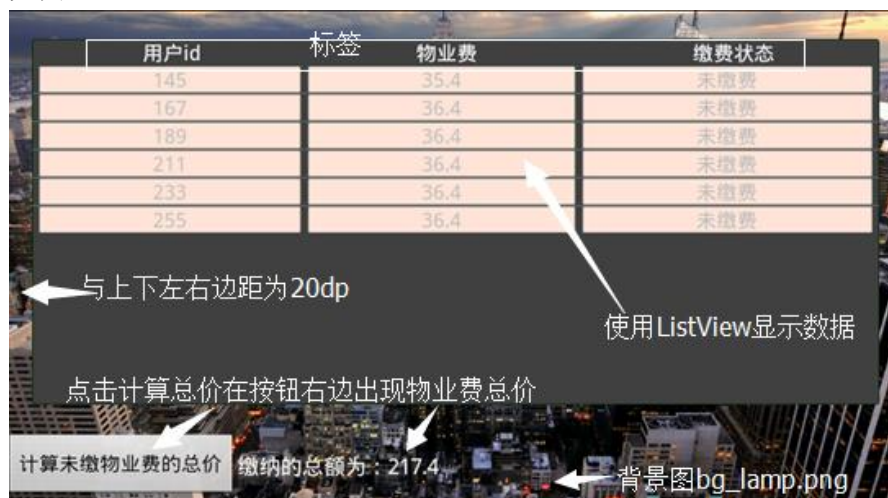 用户id 标签 物业费 缴费状态
145 35.4 未缴费
167 36.4 未缴费
189 36.4 未缴费
211 36.4 未缴费
233 36.4 未缴费
255 36.4 未缴费
与上下左右边距为20dp
使用ListView显示数据
点击计算总价在按钮右边出现物业费总价
计算未缴物业费的总价 缴纳的总额为:217.4
背景图bg_lamp.png